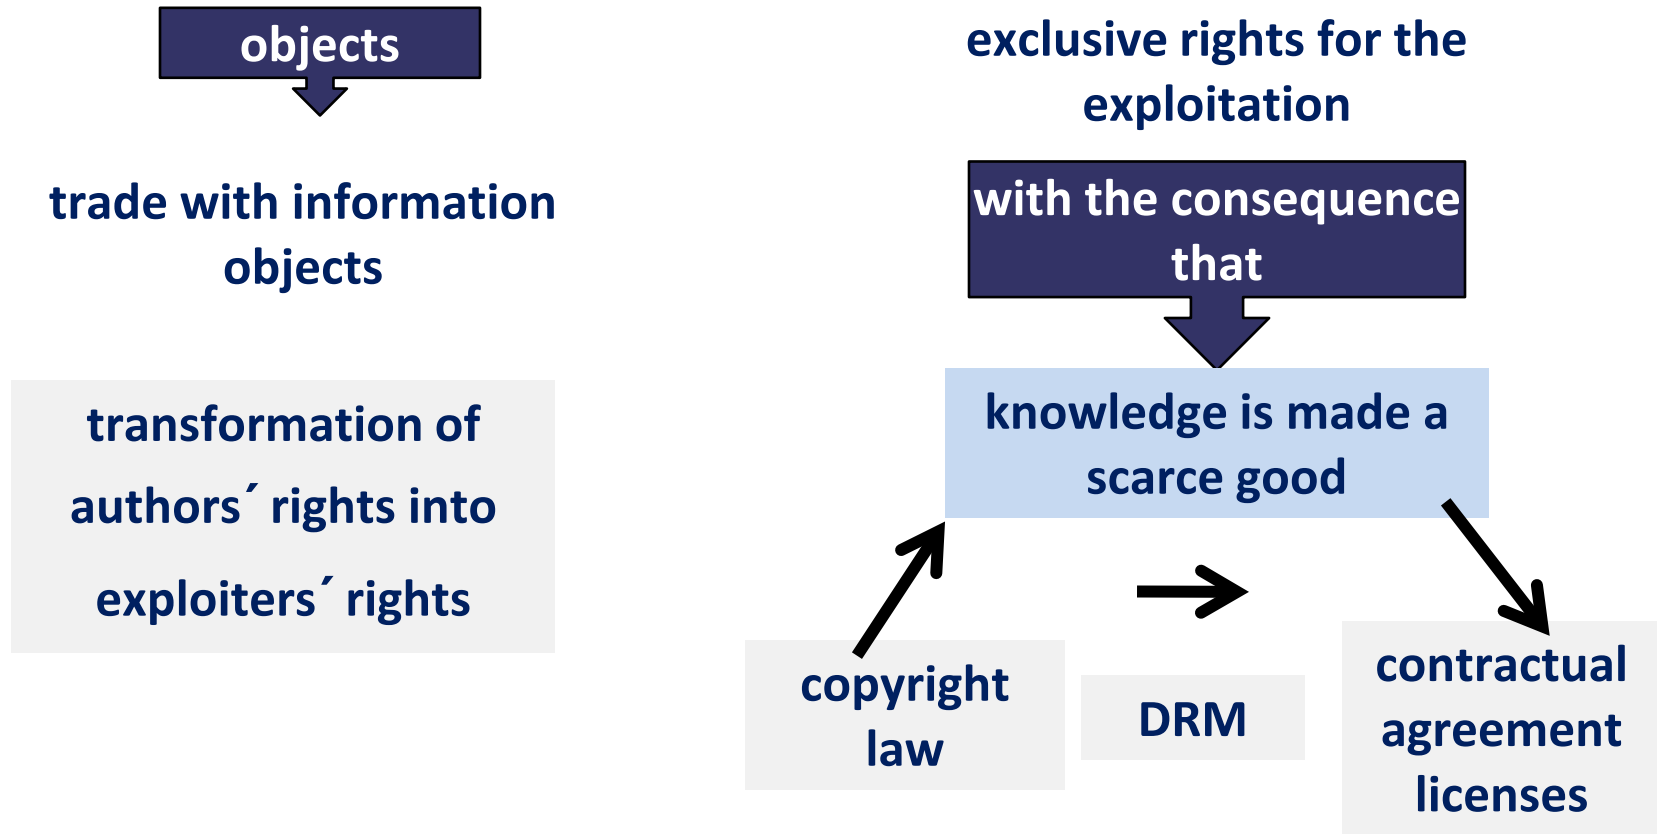 objects
trade with information
objects
transformation of
authors´ rights into
exploiters´ rights
exclusive rights for the
exploitation
with the consequence
that
knowledge is made a
scarce good
copyright
law
DRM
contractual
agreement
licenses